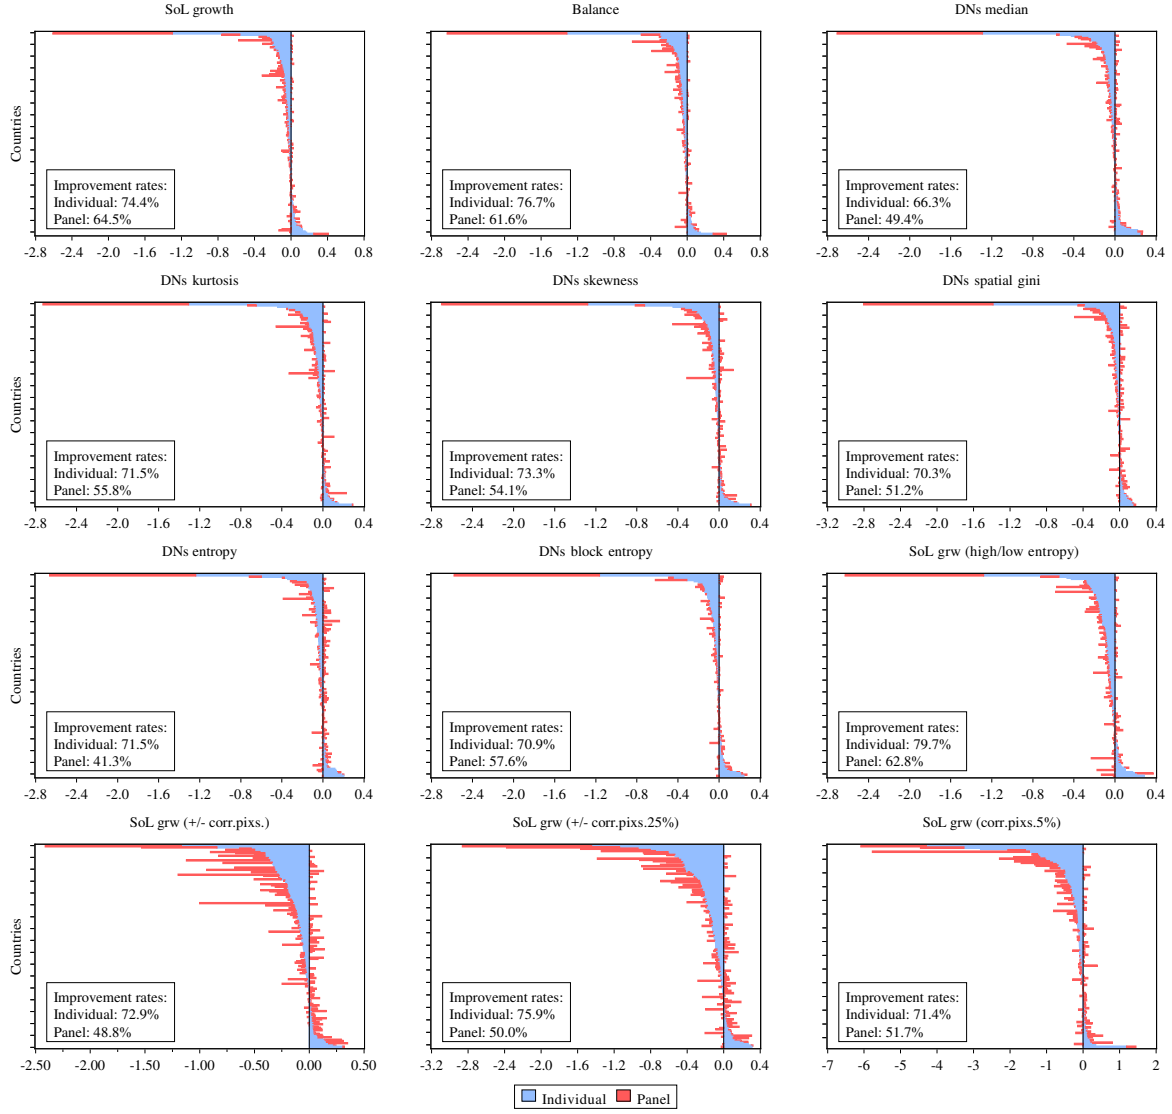 SoL growth
Balance
DNs median
Countries
Improvement rates:
Individual: 74.4%
Panel: 64.5%
Improvement rates:
Individual: 76.7%
Panel: 61.6%
Improvement rates:
Individual: 66.3%
Panel: 49.4%
-2.8 -2.4 -2.0 -1.6 -1.2 -0.8 -0.4 0.0 0.4 0.8
-2.8 -2.4 -2.0 -1.6 -1.2 -0.8 -0.4 0.0 0.4 0.8
-2.8 -2.4 -2.0 -1.6 -1.2 -0.8 -0.4 0.0 0.4
DNs kurtosis
DNs skewness
DNs spatial gini
Countries
Improvement rates:
Individual: 71.5%
Panel: 55.8%
Improvement rates:
Individual: 73.3%
Panel: 54.1%
Improvement rates:
Individual: 70.3%
Panel: 51.2%
-2.8 -2.4 -2.0 -1.6 -1.2 -0.8 -0.4 0.0 0.4
-2.8 -2.4 -2.0 -1.6 -1.2 -0.8 -0.4 0.0 0.4
-3.2 -2.8 -2.4 -2.0 -1.6 -1.2 -0.8 -0.4 0.0 0.4
DNs entropy
DNs block entropy
SoL grw (high/low entropy)
Countries
Improvement rates:
Individual: 71.5%
Panel: 41.3%
Improvement rates:
Individual: 70.9%
Panel: 57.6%
Improvement rates:
Individual: 79.7%
Panel: 62.8%
-2.8 -2.4 -2.0 -1.6 -1.2 -0.8 -0.4 0.0 0.4
-2.8 -2.4 -2.0 -1.6 -1.2 -0.8 -0.4 0.0 0.4
-2.8 -2.4 -2.0 -1.6 -1.2 -0.8 -0.4 0.0 0.4
SoL grw (+/- corr.pixs.)
SoL grw (+/- corr.pixs.25%)
SoL grw (corr.pixs.5%)
Countries
Improvement rates:
Individual: 72.9%
Panel: 48.8%
Improvement rates:
Individual: 75.9%
Panel: 50.0%
Improvement rates:
Individual: 71.4%
Panel: 51.7%
-2.50 -2.00 -1.50 -1.00 -0.50 0.00 0.50
-3.2 -2.8 -2.4 -2.0 -1.6 -1.2 -0.8 -0.4 0.0 0.4
-7 -6 -5 -4 -3 -2 -1 0 1 2
Individual Panel